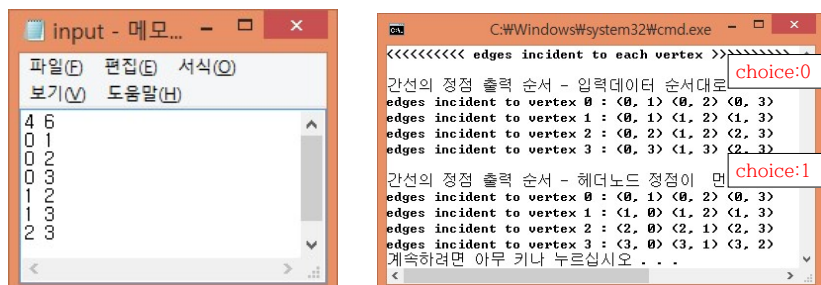 input - 메모...
파일(F) 편집(E) 서식(O)
보기(V) 도움말(H)
4 6
0 1
0 2
0 3
1 2
1 3
2 3
C:₩Windows₩system32₩cmd.exe
<<<<<<<<<< edges incident to each vertex >>>>>>>>>>
choice:0
간선의 정점 출력 순서 - 입력데이터 순서대로
edges incident to vertex 0 : (0, 1) (0, 2) (0, 3)
edges incident to vertex 1 : (0, 1) (1, 2) (1, 3)
edges incident to vertex 2 : (0, 2) (1, 2) (2, 3)
edges incident to vertex 3 : (0, 3) (1, 3) (2, 3)
choice:1
간선의 정점 출력 순서 - 헤더노드 정점이 먼
edges incident to vertex 0 : (0, 1) (0, 2) (0, 3)
edges incident to vertex 1 : (1, 0) (1, 2) (1, 3)
edges incident to vertex 2 : (2, 0) (2, 1) (2, 3)
edges incident to vertex 3 : (3, 0) (3, 1) (3, 2)
계속하려면 아무 키나 누르십시오 . . .